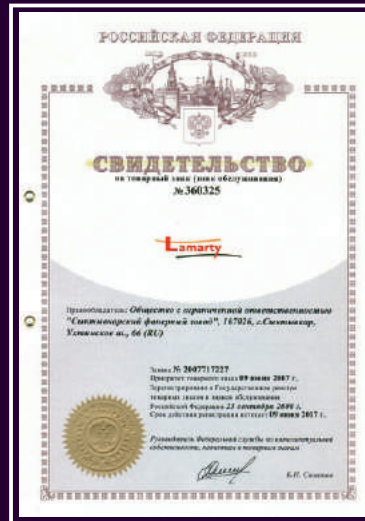 РОССИЙСКАЯ ФЕДЕРАЦИЯ
СВИДЕТЕЛЬСТВО
на товарный знак (знак обслуживания)
№ 360325
Lamarty
Правообладатель: Общество с ограниченной ответственностью
"Сыктывкарский фанерный завод", 167026, г.Сыктывкар,
Ухтинское ш., 66 (RU)
Заявка № 2007717227
Приоритет товарного знака 09 июня 2007 г.
Зарегистрировано в Государственном реестре
товарных знаков и знаков обслуживания
Российской Федерации 23 сентября 2008 г.
Срок действия регистрации истекает 09 июня 2017 г.
Руководитель Федеральной службы по интеллектуальной
собственности, патентам и товарным знакам
Б.П. Симонов